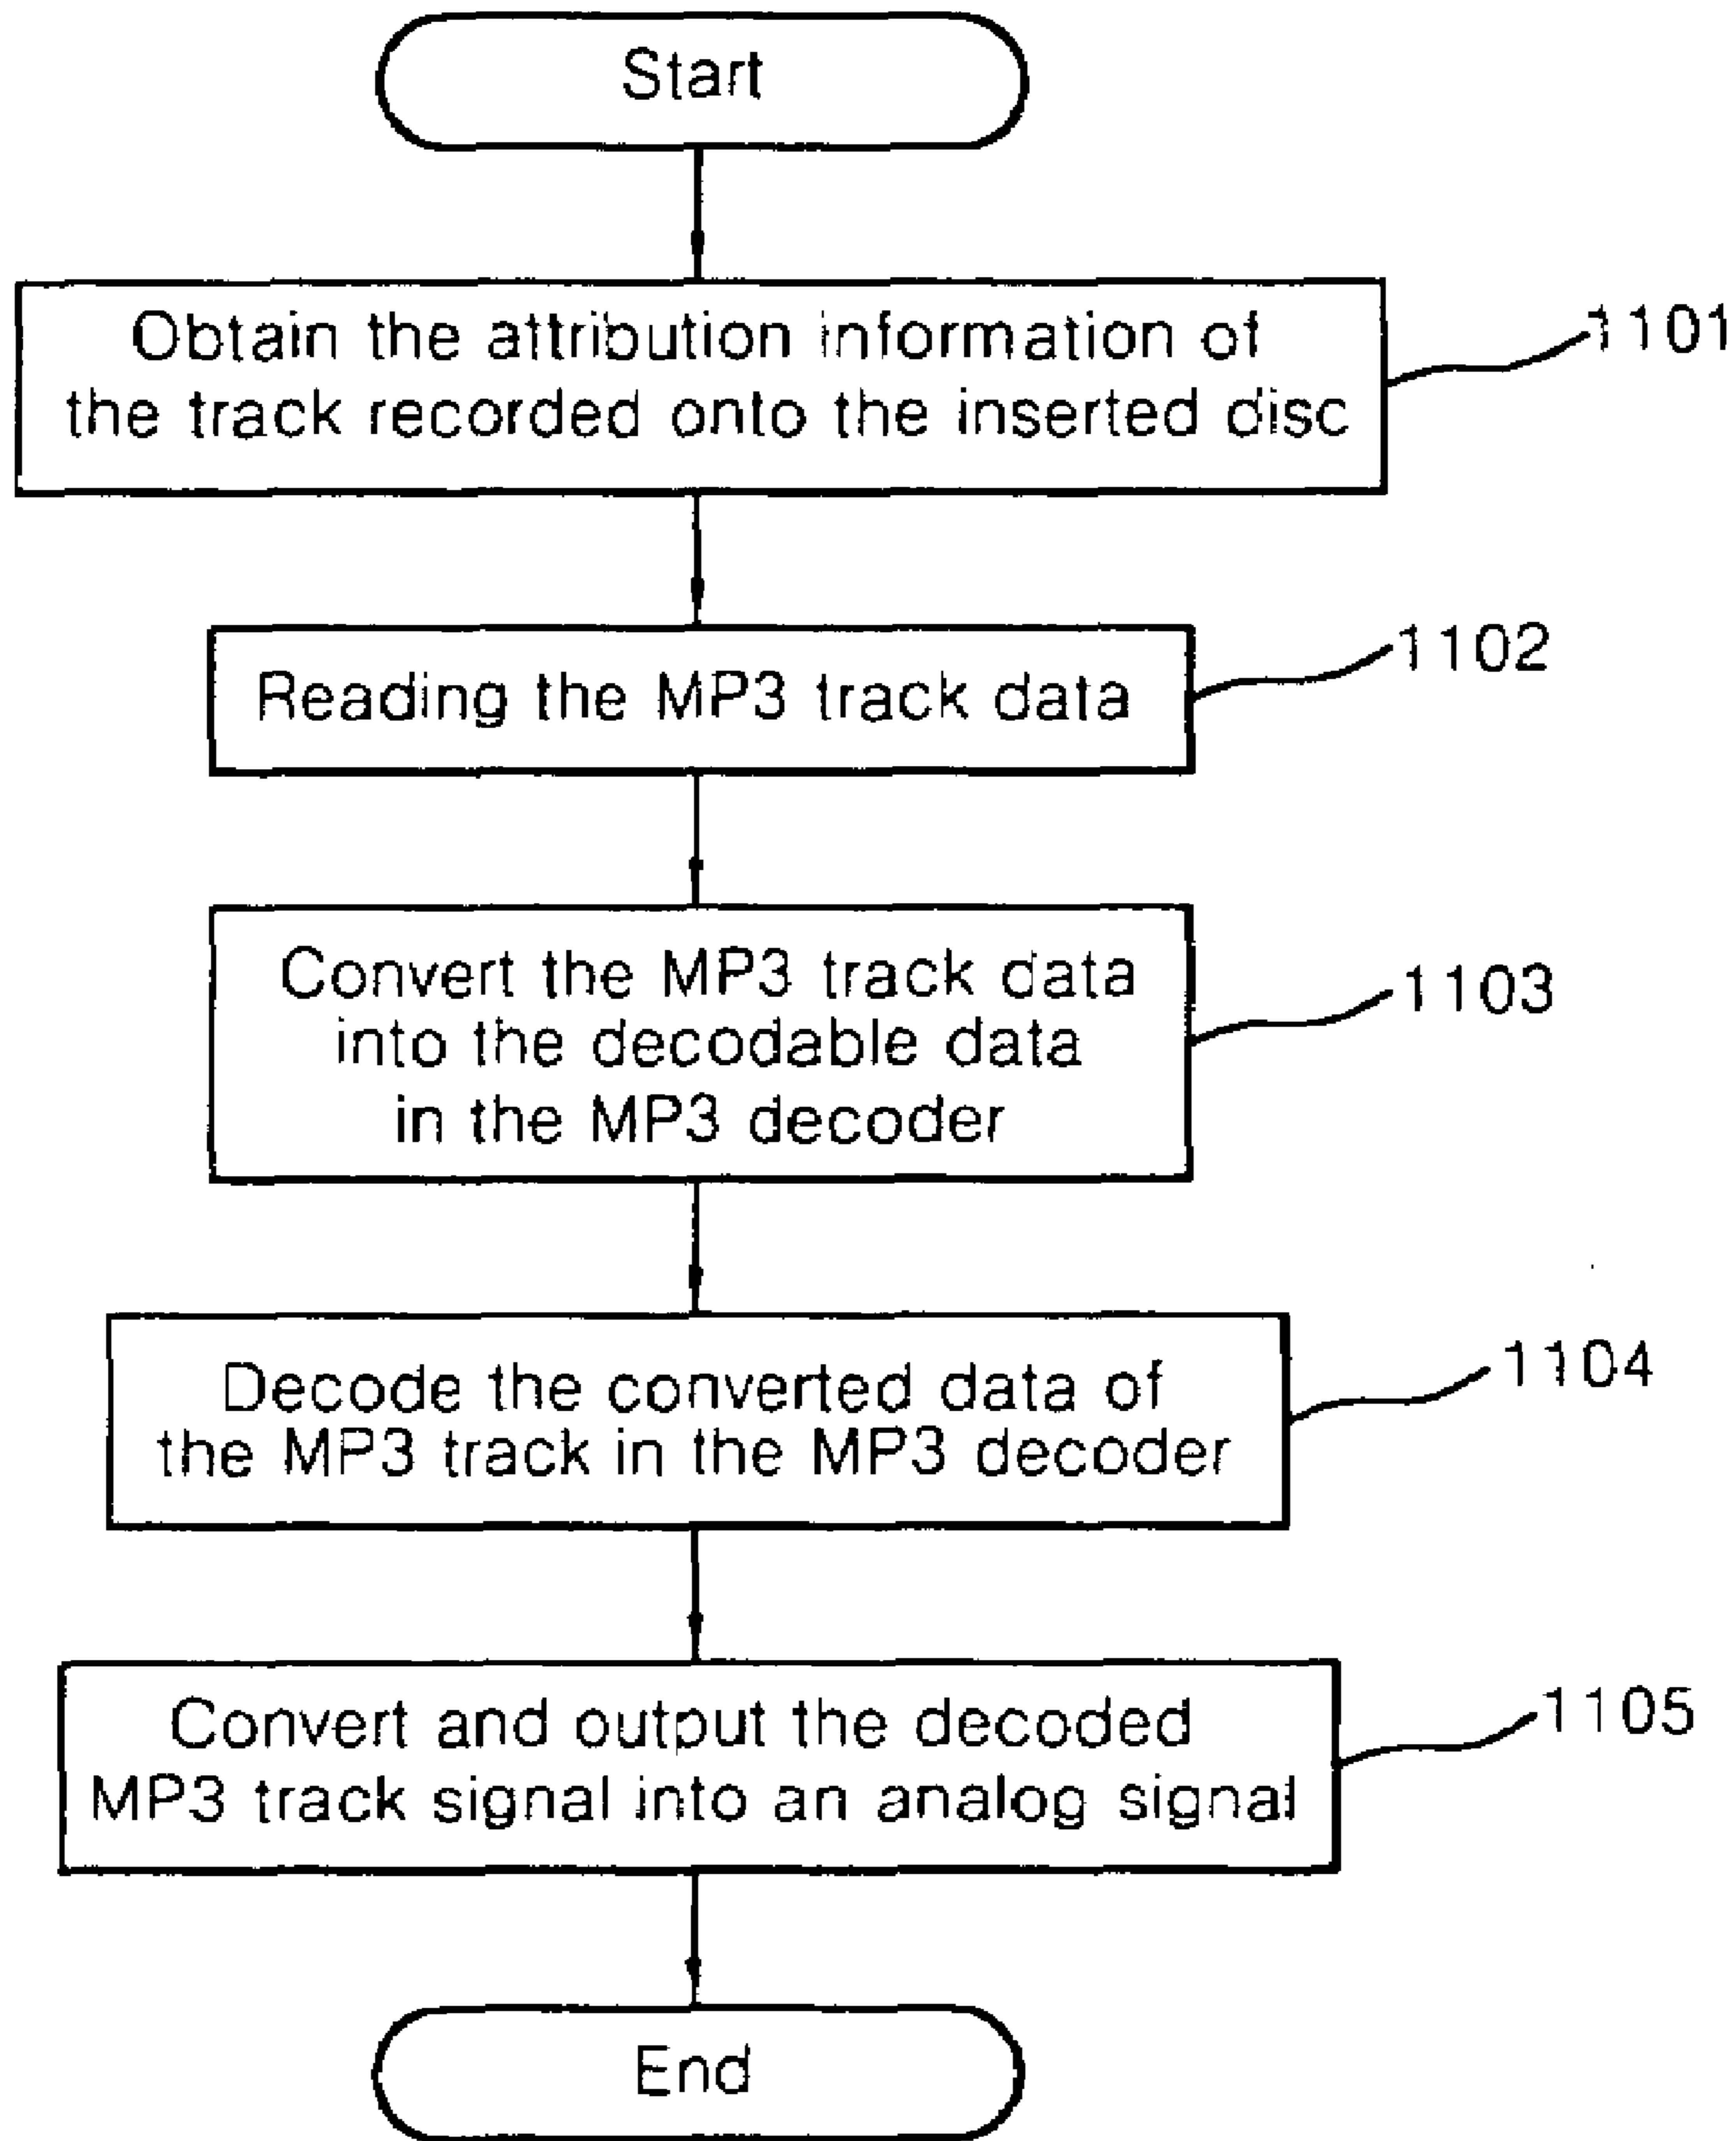 Start
Obtain the attribution information of
the track recorded onto the inserted disc
1101
Reading the MP3 track data
1102
Convert the MP3 track data
into the decodable data
in the MP3 decoder
1103
Decode the converted data of
the MP3 track in the MP3 decoder
1104
Convert and output the decoded
MP3 track signal into an analog signal
1105
End